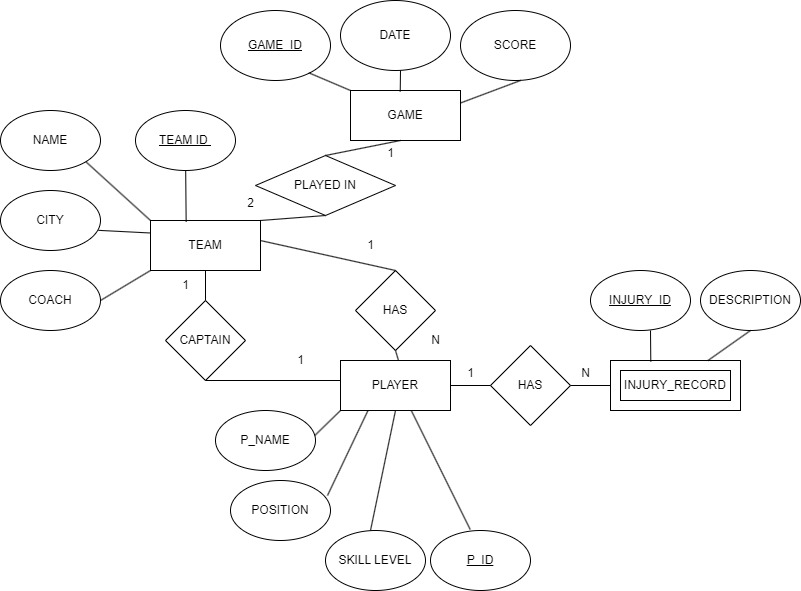 GAME_ID
DATE
SCORE
GAME
1
NAME
TEAM ID
PLAYED IN
2
CITY
TEAM
1
COACH
1
HAS
INJURY_ID
DESCRIPTION
CAPTAIN
N
1
PLAYER
1
HAS
N
INJURY_RECORD
P_NAME
POSITION
SKILL LEVEL
P_ID